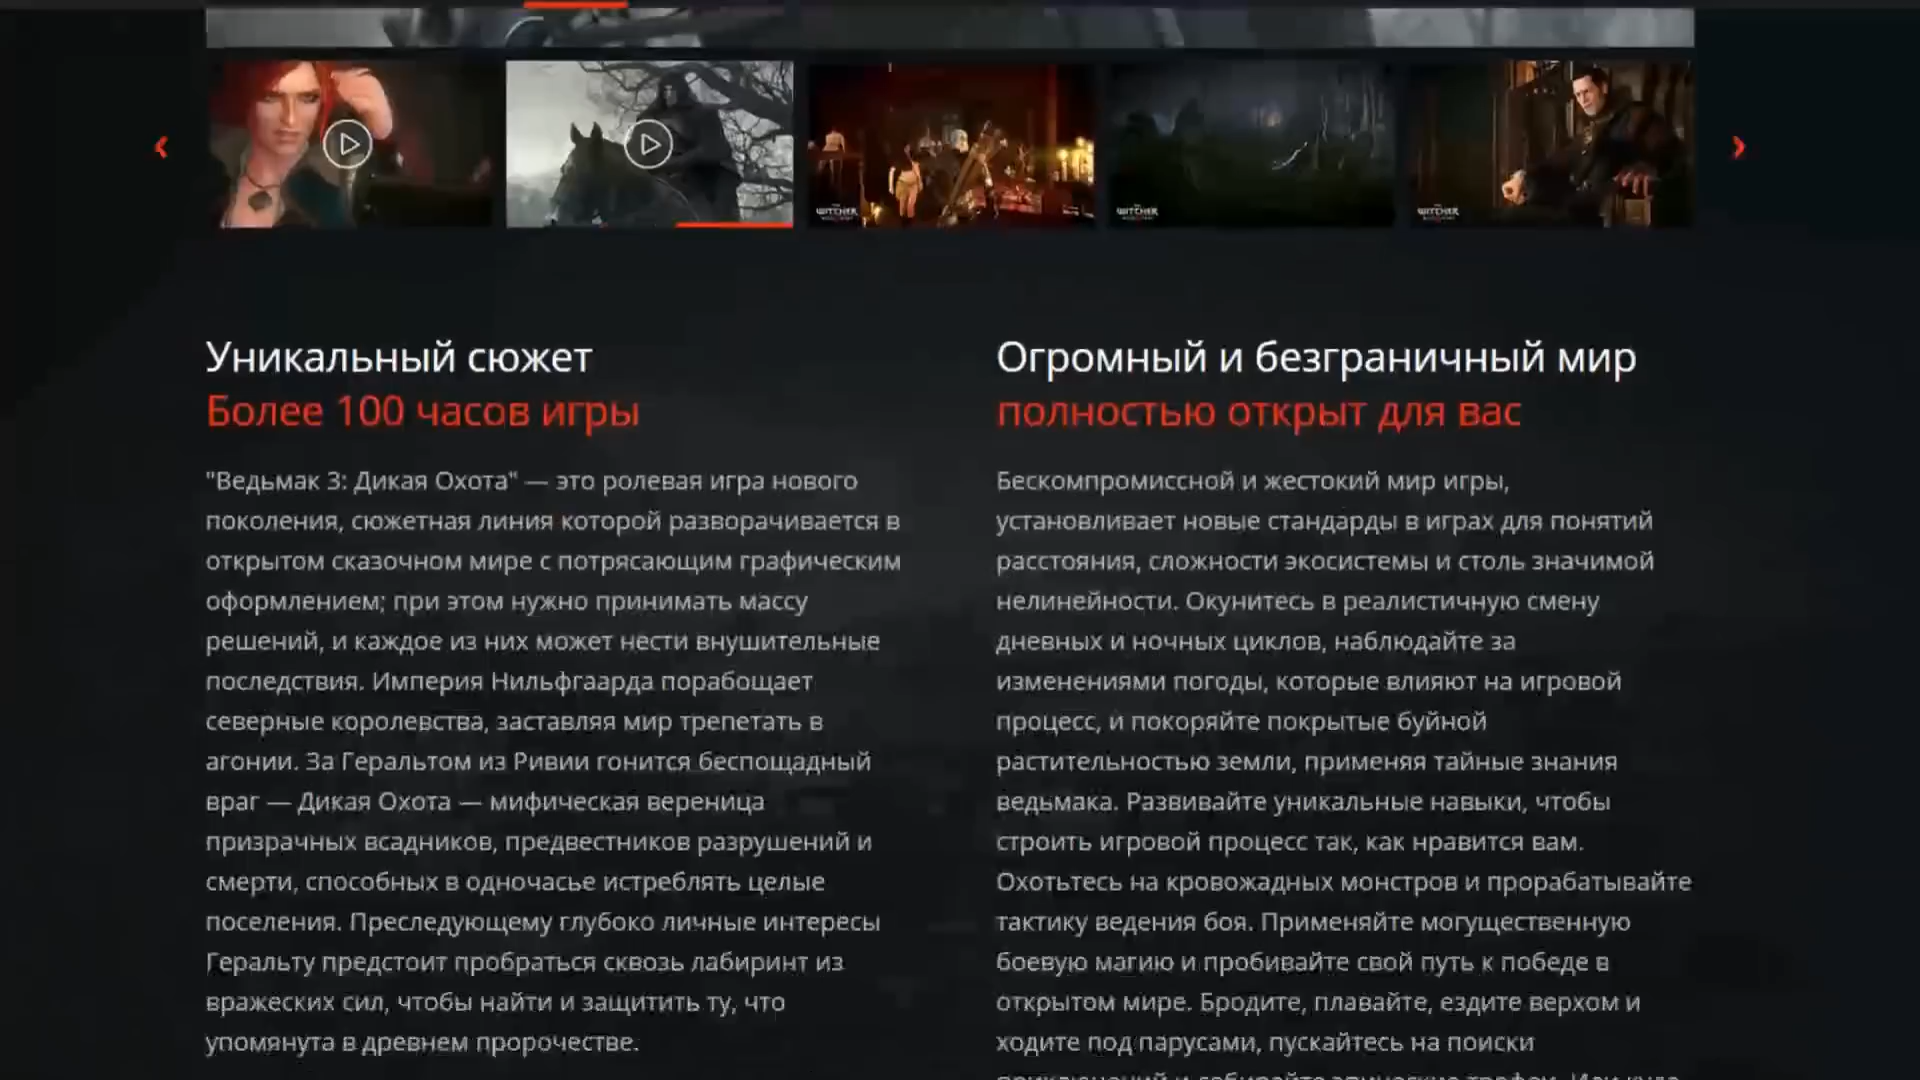 THE
WITCHER
THE
WITCHER
THE
WITCHER
Уникальный сюжет
Более 100 часов игры
"Ведьмак 3: Дикая Охота" — это ролевая игра нового
поколения, сюжетная линия которой разворачивается в
открытом сказочном мире с потрясающим графическим
оформлением; при этом нужно принимать массу
решений, и каждое из них может нести внушительные
последствия. Империя Нильфгаарда порабощает
северные королевства, заставляя мир трепетать в
агонии. За Геральтом из Ривии гонится беспощадный
враг — Дикая Охота — мифическая вереница
призрачных всадников, предвестников разрушений и
смерти, способных в одночасье истреблять целые
поселения. Преследующему глубоко личные интересы
Геральту предстоит пробраться сквозь лабиринт из
вражеских сил, чтобы найти и защитить ту, что
упомянута в древнем пророчестве.
Огромный и безграничный мир
полностью открыт для вас
Бескомпромиссной и жестокий мир игры,
установливает новые стандарды в играх для понятий
расстояния, сложности экосистемы и столь значимой
нелинейности. Окунитесь в реалистичную смену
дневных и ночных циклов, наблюдайте за
изменениями погоды, которые влияют на игровой
процесс, и покоряйте покрытые буйной
растительностью земли, применяя тайные знания
ведьмака. Развивайте уникальные навыки, чтобы
строить игровой процесс так, как нравится вам.
Охотьтесь на кровожадных монстров и прорабатывайте
тактику ведения боя. Применяйте могущественную
боевую магию и пробивайте свой путь к победе в
открытом мире. Бродите, плавайте, ездите верхом и
ходите под парусами, пускайтесь на поиски